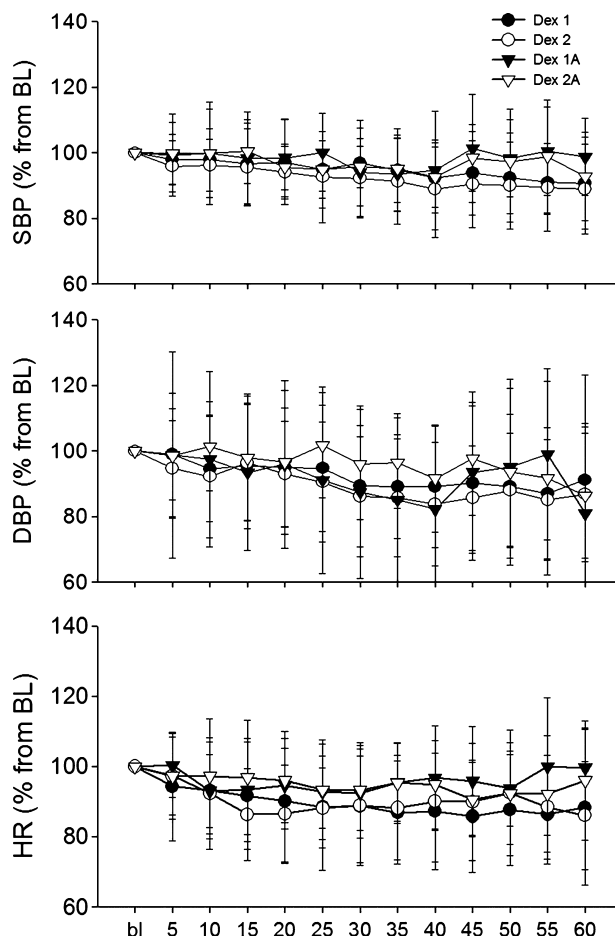 Dex 1
Dex 2
Dex 1A
Dex 2A
SBP (% from BL)
140
120
100
80
60
DBP (% from BL)
140
120
100
80
60
HR (% from BL)
140
120
100
80
60
bl 5 10 15 20 25 30 35 40 45 50 55 60